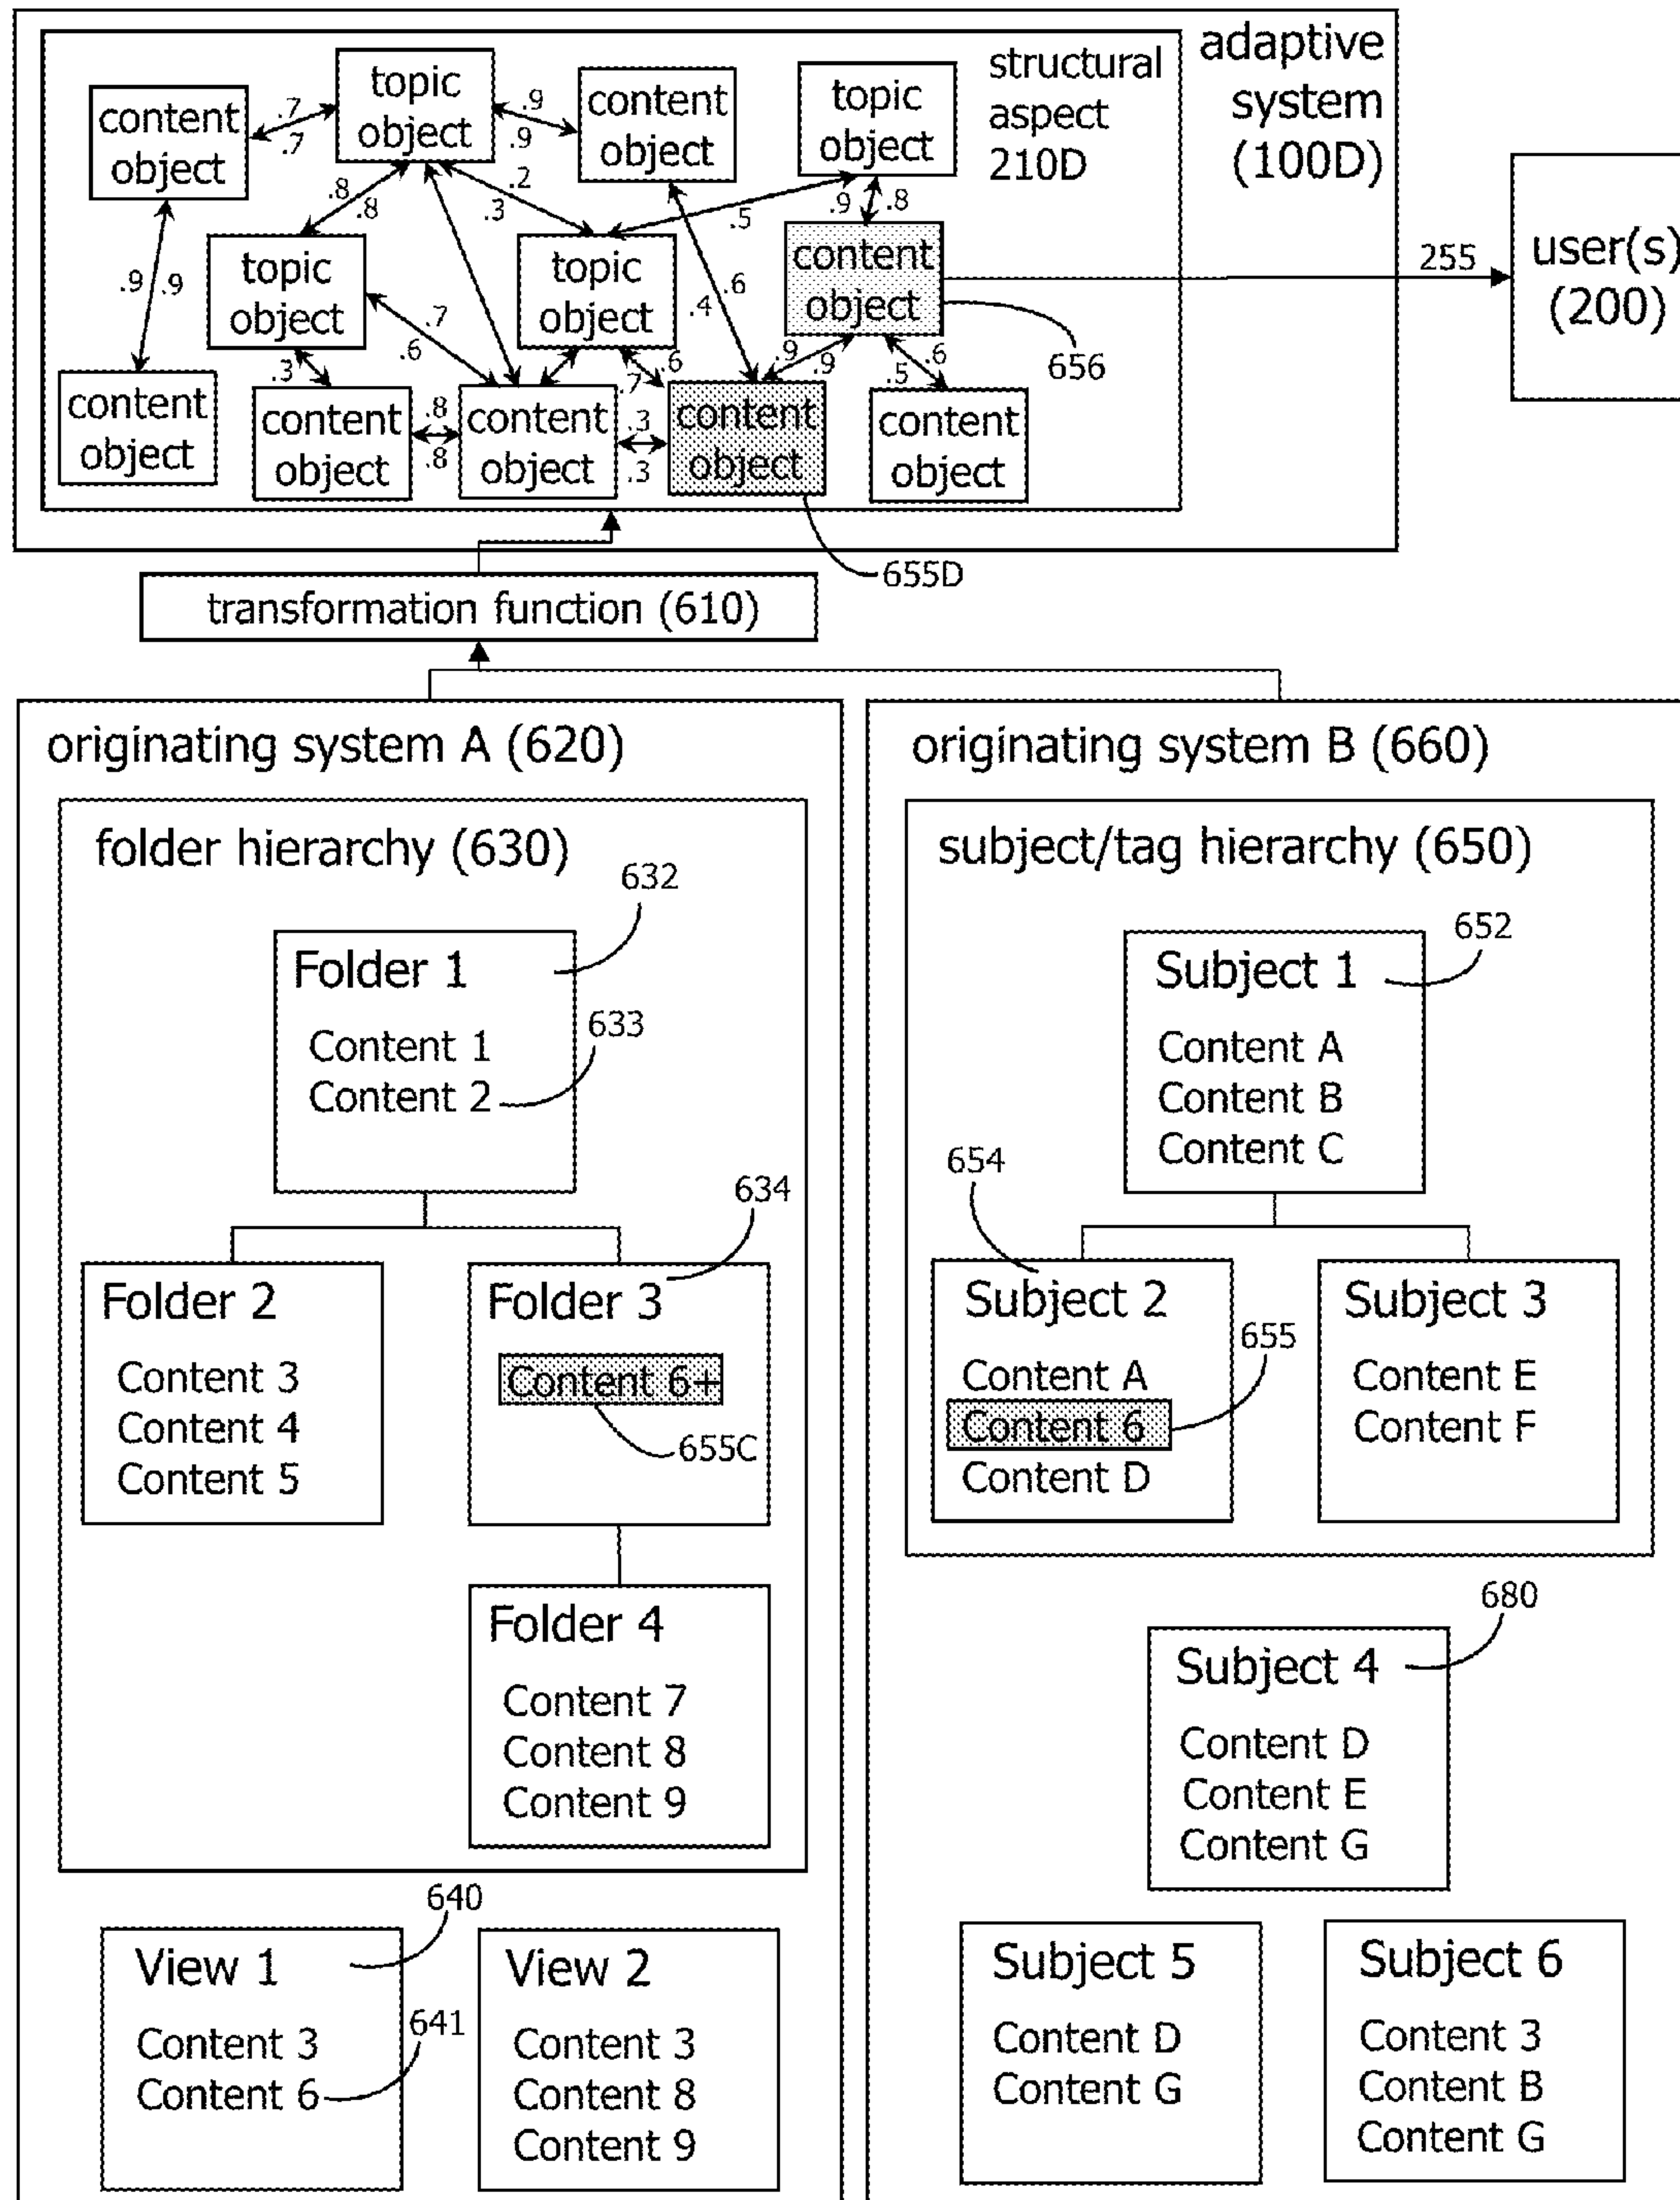 adaptive
system
(100D)
structural
aspect
210D
content
object
topic
object
content
object
topic
object
.7
.7
.9
.9
.8
.8
.2
.3
.5
.9
.8
topic
object
topic
object
content
object
255
user(s)
(200)
.9
.9
.7
.6
.4
.6
656
.3
.7
.6
.9
.9
.5
.6
content
object
content
object
.8
.8
content
object
.3
.3
content
object
content
object
655D
transformation function (610)
originating system A (620)
folder hierarchy (630)
632
Folder 1
633
Content 1
Content 2
634
Folder 2
Content 3
Content 4
Content 5
Folder 3
Content 6+
655C
Folder 4
Content 7
Content 8
Content 9
640
View 1
641
Content 3
Content 6
View 2
Content 3
Content 8
Content 9
originating system B (660)
subject/tag hierarchy (650)
652
Subject 1
Content A
Content B
Content C
654
Subject 2
655
Content A
Content 6
Content D
Subject 3
Content E
Content F
680
Subject 4
Content D
Content E
Content G
Subject 5
Content D
Content G
Subject 6
Content 3
Content B
Content G